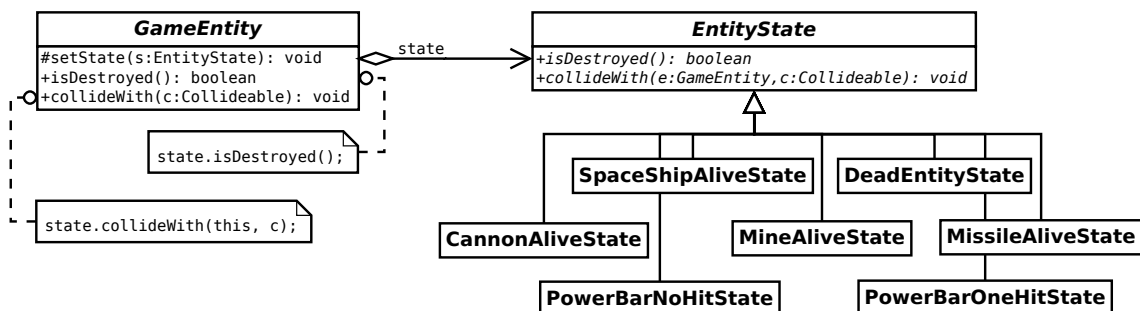 GameEntity
#setState(s:EntityState): void
+isDestroyed(): boolean
+collideWith(c:Collideable): void
state
EntityState
+isDestroyed(): boolean
+collideWith(e:GameEntity,c:Collideable): void
state.isDestroyed();
state.collideWith(this, c);
SpaceShipAliveState
DeadEntityState
CannonAliveState
MineAliveState
MissileAliveState
PowerBarNoHitState
PowerBarOneHitState